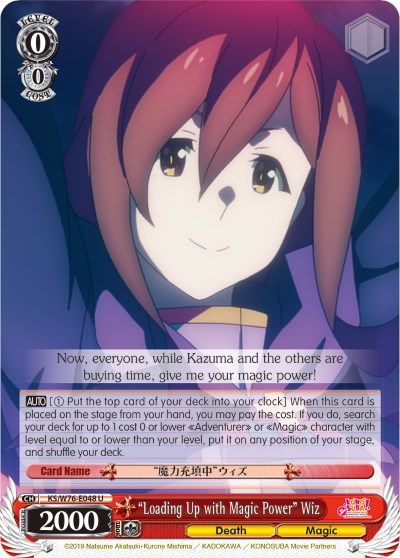 LEVEL
0
0
COST
Now, everyone, while Kazuma and the others are
buying time, give me your magic power!
AUTO [① Put the top card of your deck into your clock] When this card is
placed on the stage from your hand, you may pay the cost. If you do, search
your deck for up to 1 cost 0 or lower «Adventurer» or «Magic» character with
level equal to or lower than your level, put it on any position of your stage,
and shuffle your deck.
Card Name
"魔力充填中"ウィズ
CH KS/W76-E048 U
POWER 2000
"Loading Up with Magic Power" Wiz
Death
Magic
©2019 Natsume Akatsuki・Kurone Mishima / KADOKAWA / KONOSUBA Movie Partners